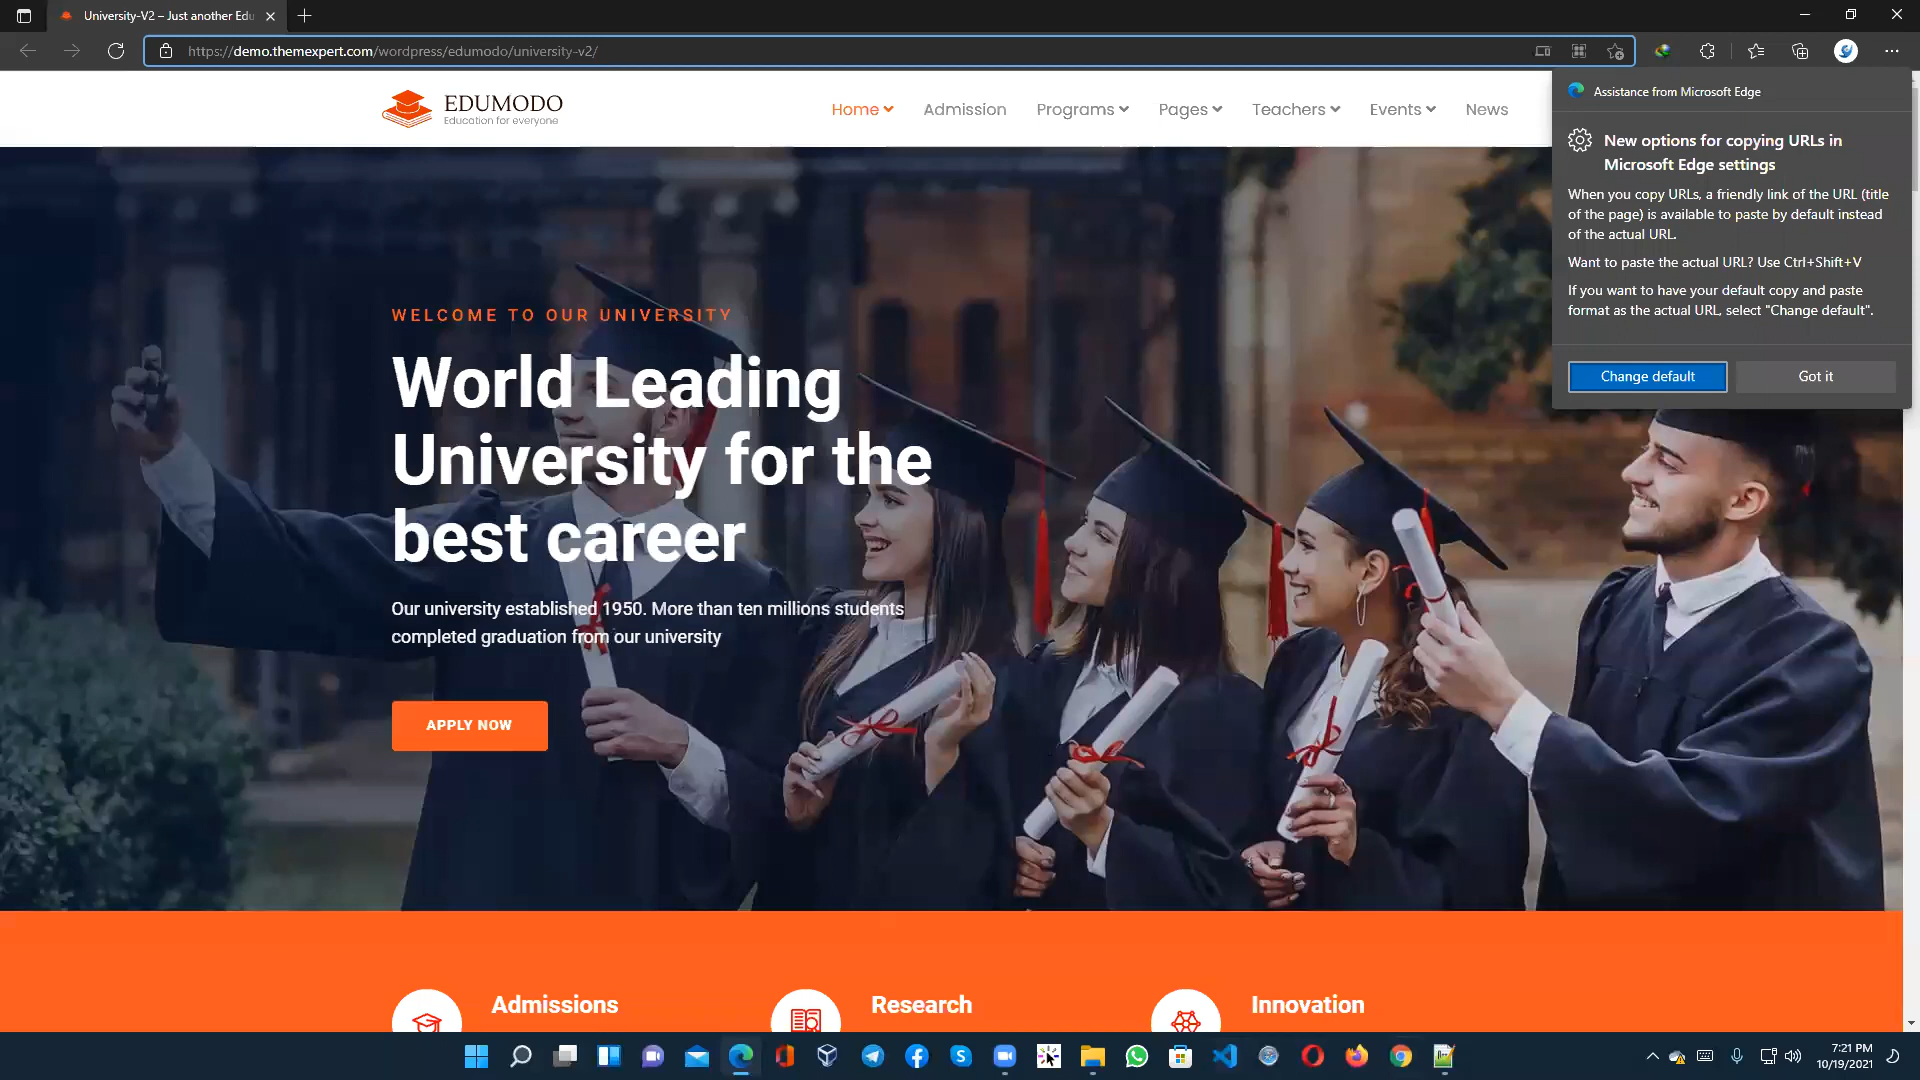 University-V2 – Just another Edu
https://demo.themexpert.com/wordpress/edumodo/university-v2/
EDUMODO
Education for everyone
Home
Admission
Programs
Pages
Teachers
Events
News
Assistance from Microsoft Edge
New options for copying URLs in
Microsoft Edge settings
When you copy URLs, a friendly link of the URL (title
of the page) is available to paste by default instead
of the actual URL.
Want to paste the actual URL? Use Ctrl+Shift+V
If you want to have your default copy and paste
format as the actual URL, select "Change default".
Change default
Got it
WELCOME TO OUR UNIVERSITY
World Leading
University for the
best career
Our university established 1950. More than ten millions students
completed graduation from our university
APPLY NOW
Admissions
Research
Innovation
7:21 PM
10/19/2021